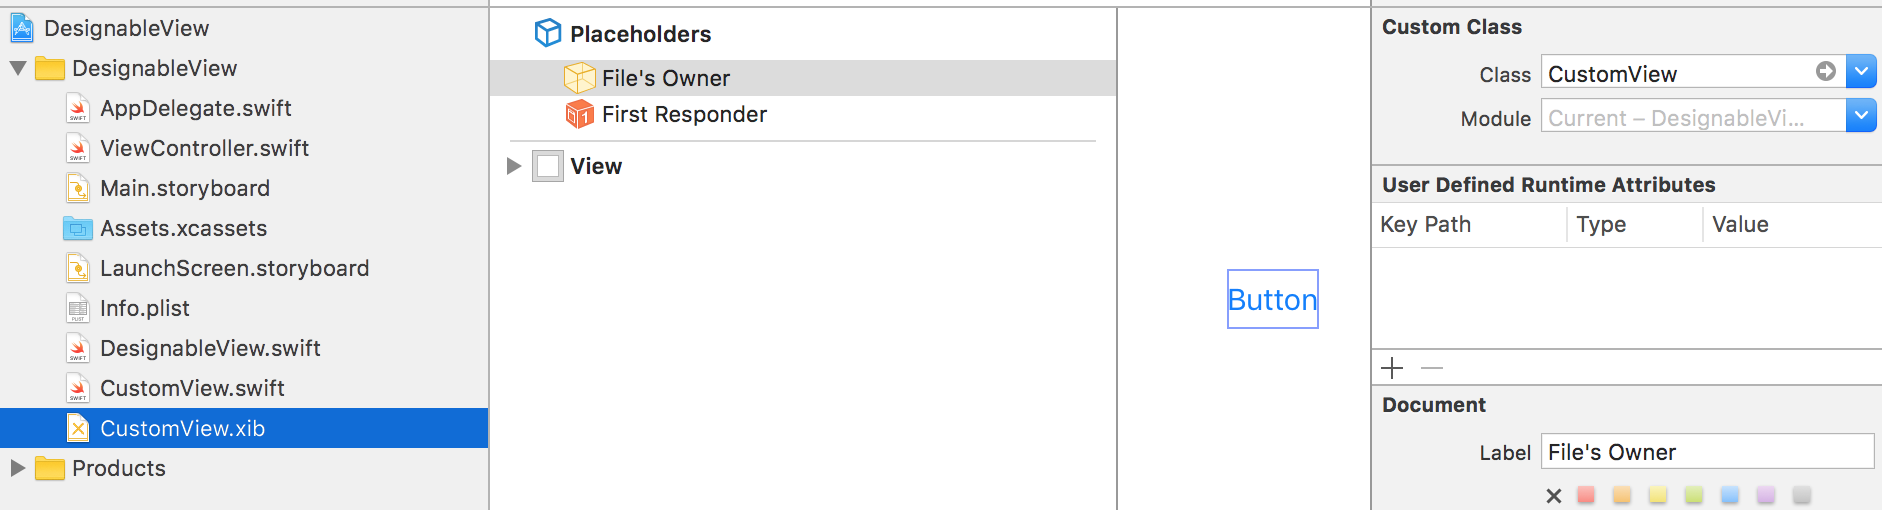 DesignableView
DesignableView
AppDelegate.swift
ViewController.swift
Main.storyboard
Assets.xcassets
LaunchScreen.storyboard
Info.plist
DesignableView.swift
CustomView.swift
CustomView.xib
Products
Placeholders
File's Owner
First Responder
View
Button
Custom Class
Class CustomView
Module Current – DesignableVi...
User Defined Runtime Attributes
Key Path Type Value
Document
Label File's Owner